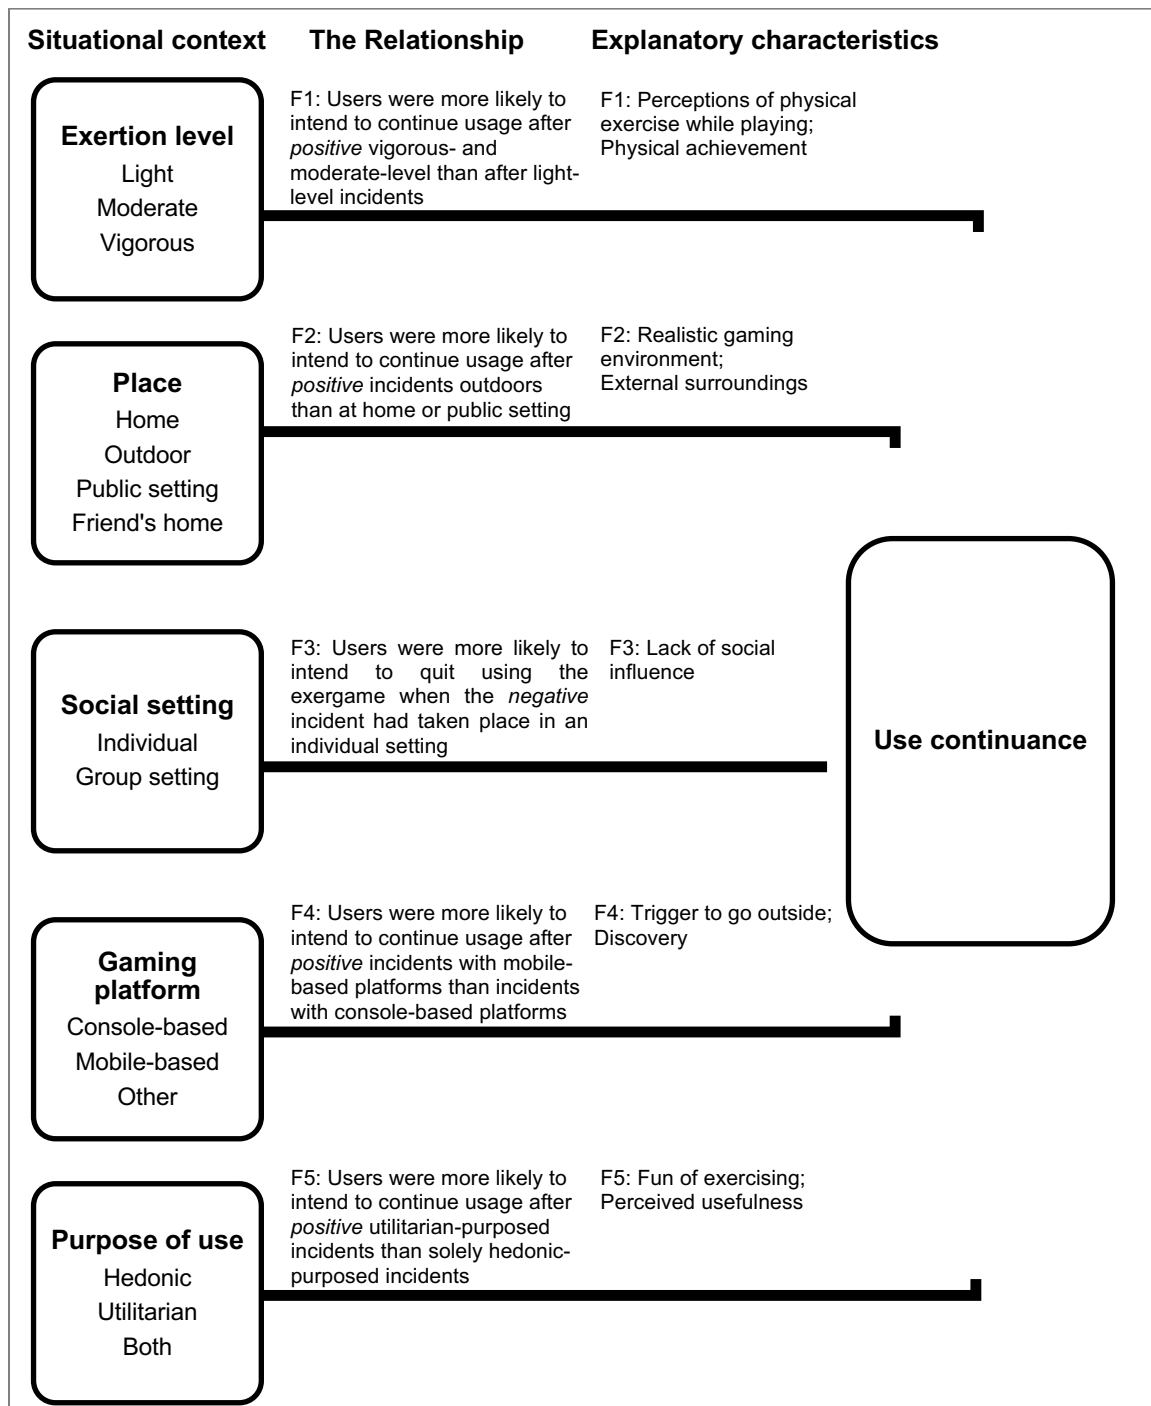 Situational context
The Relationship
Explanatory characteristics
Exertion level
Light
Moderate
Vigorous
F1: Users were more likely to
intend to continue usage after
positive vigorous- and
moderate-level than after light-
level incidents
F1: Perceptions of physical
exercise while playing;
Physical achievement
Place
Home
Outdoor
Public setting
Friend's home
F2: Users were more likely to
intend to continue usage after
positive incidents outdoors
than at home or public setting
F2: Realistic gaming
environment;
External surroundings
Social setting
Individual
Group setting
F3: Users were more likely to
intend to quit using the
exergame when the negative
incident had taken place in an
individual setting
F3: Lack of social
influence
Use continuance
Gaming
platform
Console-based
Mobile-based
Other
F4: Users were more likely to
intend to continue usage after
positive incidents with mobile-
based platforms than incidents
with console-based platforms
F4: Trigger to go outside;
Discovery
Purpose of use
Hedonic
Utilitarian
Both
F5: Users were more likely to
intend to continue usage after
positive utilitarian-purposed
incidents than solely hedonic-
purposed incidents
F5: Fun of exercising;
Perceived usefulness